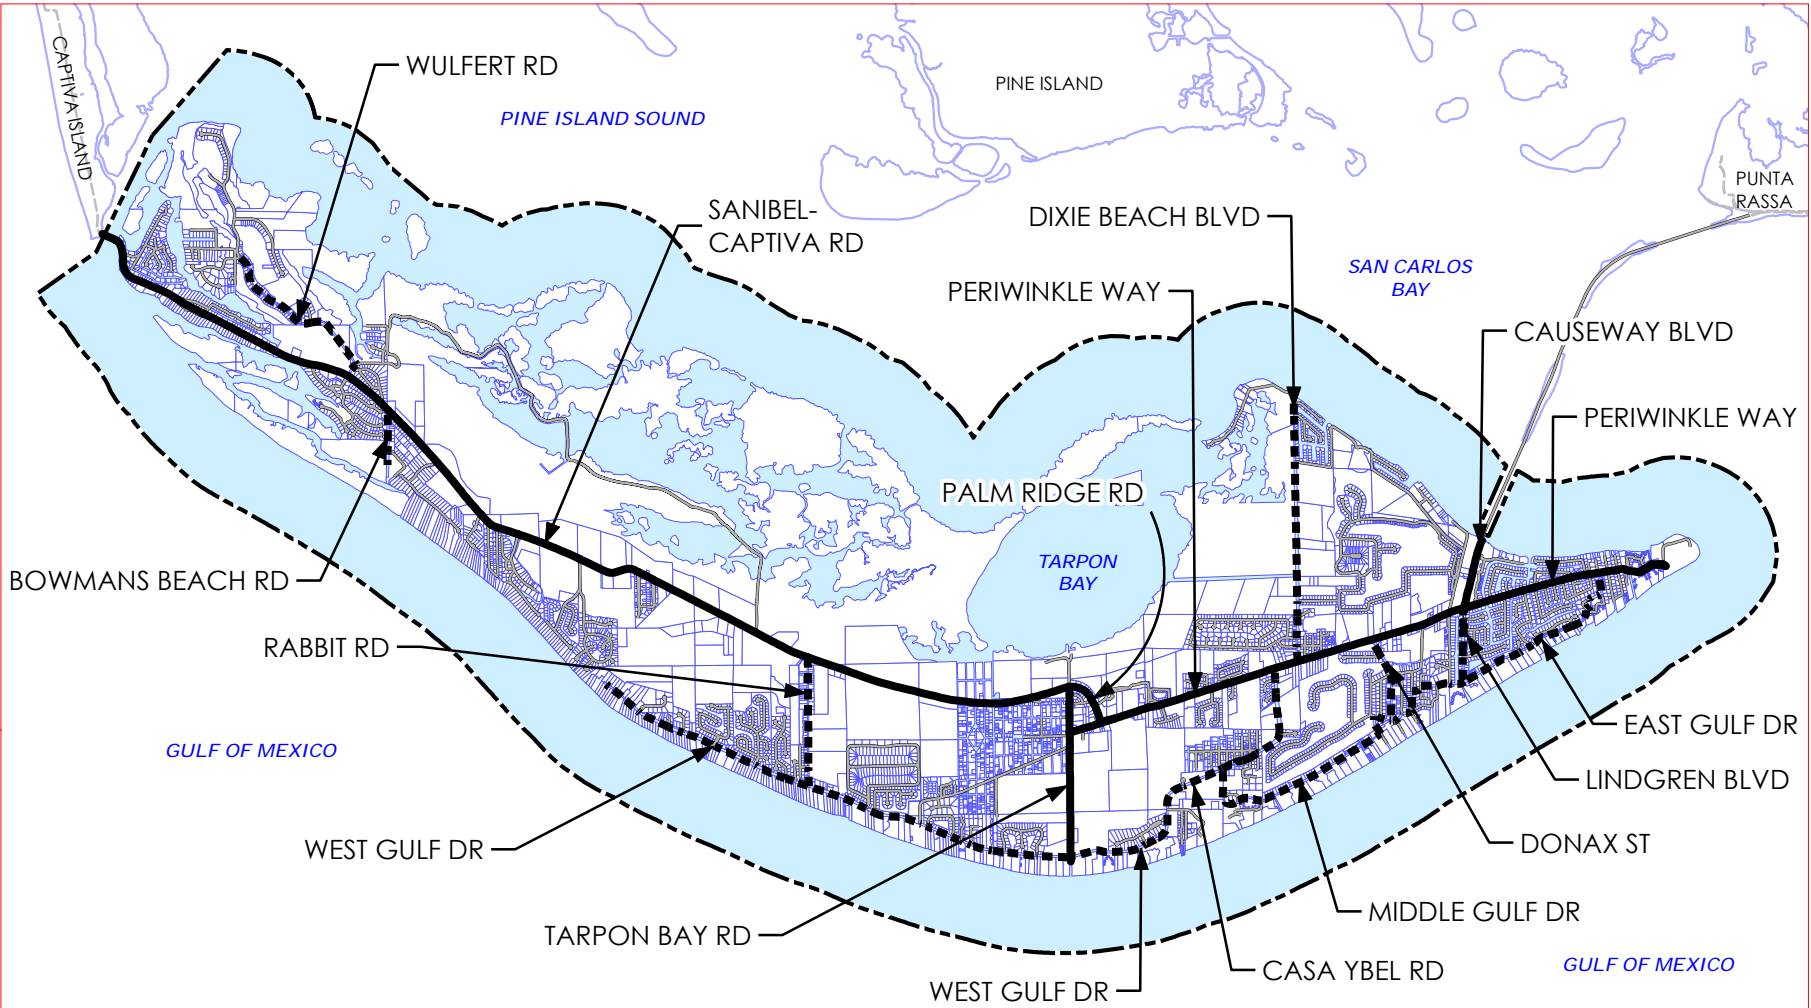 CAPTIVA ISLAND
WULFERT RD
PINE ISLAND SOUND
PINE ISLAND
PUNTA
RASSA
SANIBEL-
CAPTIVA RD
DIXIE BEACH BLVD
SAN CARLOS
BAY
PERIWINKLE WAY
CAUSEWAY BLVD
PERIWINKLE WAY
PALM RIDGE RD
TARPON
BAY
BOWMANS BEACH RD
RABBIT RD
GULF OF MEXICO
EAST GULF DR
LINDGREN BLVD
WEST GULF DR
DONAX ST
MIDDLE GULF DR
TARPON BAY RD
CASA YBEL RD
GULF OF MEXICO
WEST GULF DR